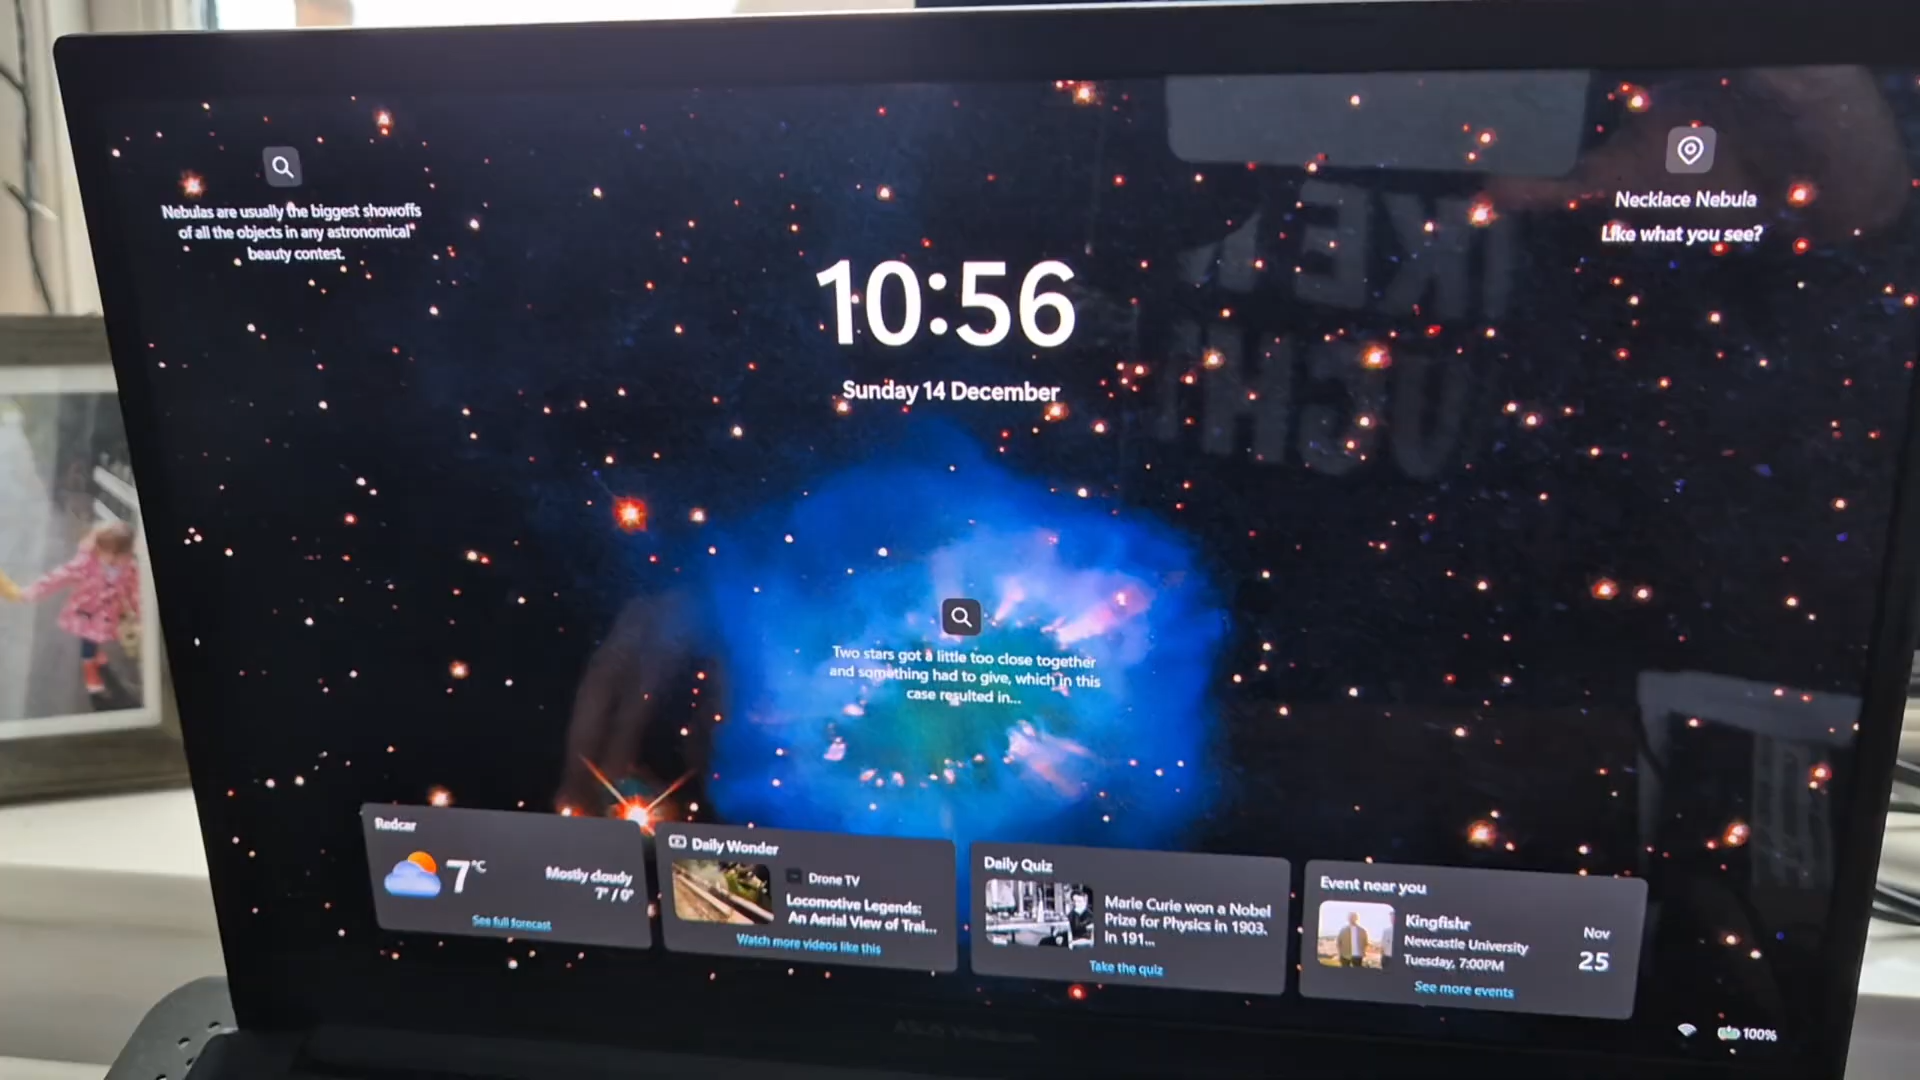 Nebulas are usually the biggest showoffs
of all the objects in any astronomical
beauty contest.
Necklace Nebula
Like what you see?
10:56
Sunday 14 December
Two stars got a little too close together
and something had to give, which in this
case resulted in...
Redcar
7°C
Mostly cloudy
7° / 0°
See full forecast
Daily Wonder
Drone TV
Locomotive Legends:
An Aerial View of Trai...
Watch more videos like this
Daily Quiz
Marie Curie won a Nobel
Prize for Physics in 1903.
In 191...
Take the quiz
Event near you
Kingfishr
Newcastle University
Tuesday, 7:00PM
Nov
25
See more events
100%